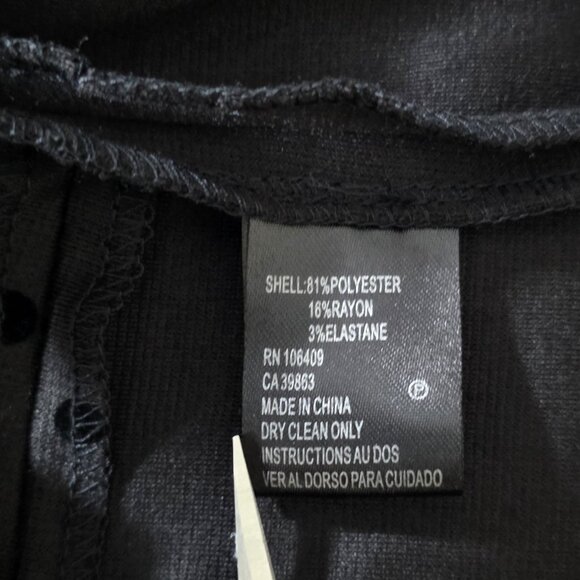 SHELL:81%POLYESTER
16%RAYON
3%ELASTANE
RN 106409
CA 39863
P
MADE IN CHINA
DRY CLEAN ONLY
INSTRUCTIONS AU DOS
VER AL DORSO PARA CUIDADO